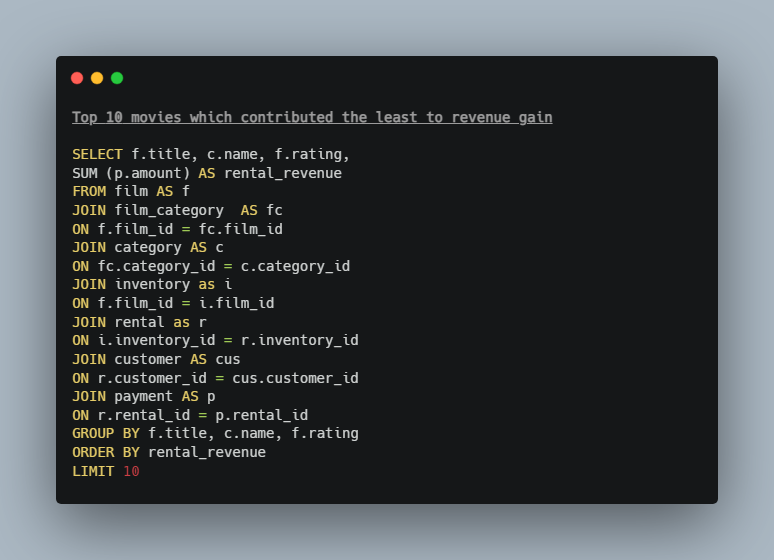 Top 10 movies which contributed the least to revenue gain
SELECT f.title, c.name, f.rating,
SUM (p.amount) AS rental_revenue
FROM film AS f
JOIN film_category  AS fc
ON f.film_id = fc.film_id
JOIN category AS c
ON fc.category_id = c.category_id
JOIN inventory as i
ON f.film_id = i.film_id
JOIN rental as r
ON i.inventory_id = r.inventory_id
JOIN customer AS cus
ON r.customer_id = cus.customer_id
JOIN payment AS p
ON r.rental_id = p.rental_id
GROUP BY f.title, c.name, f.rating
ORDER BY rental_revenue
LIMIT 10